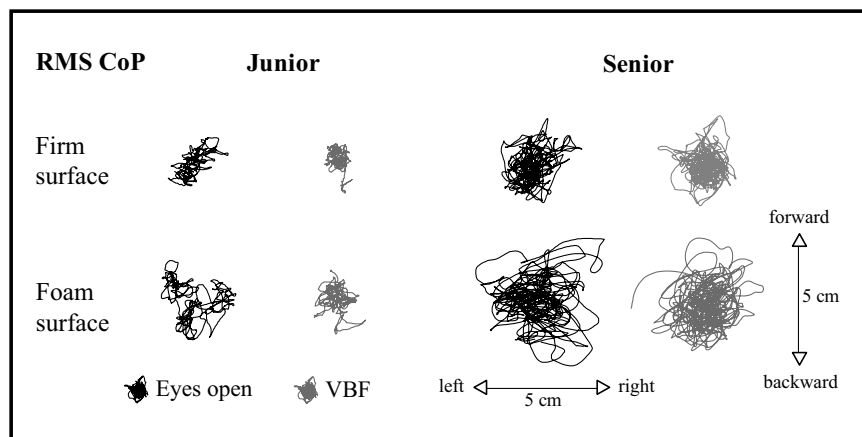 RMS CoP Junior Senior
Firm
surface
forward
Foam
surface
5 cm
Eyes open VBF left right backward
5 cm